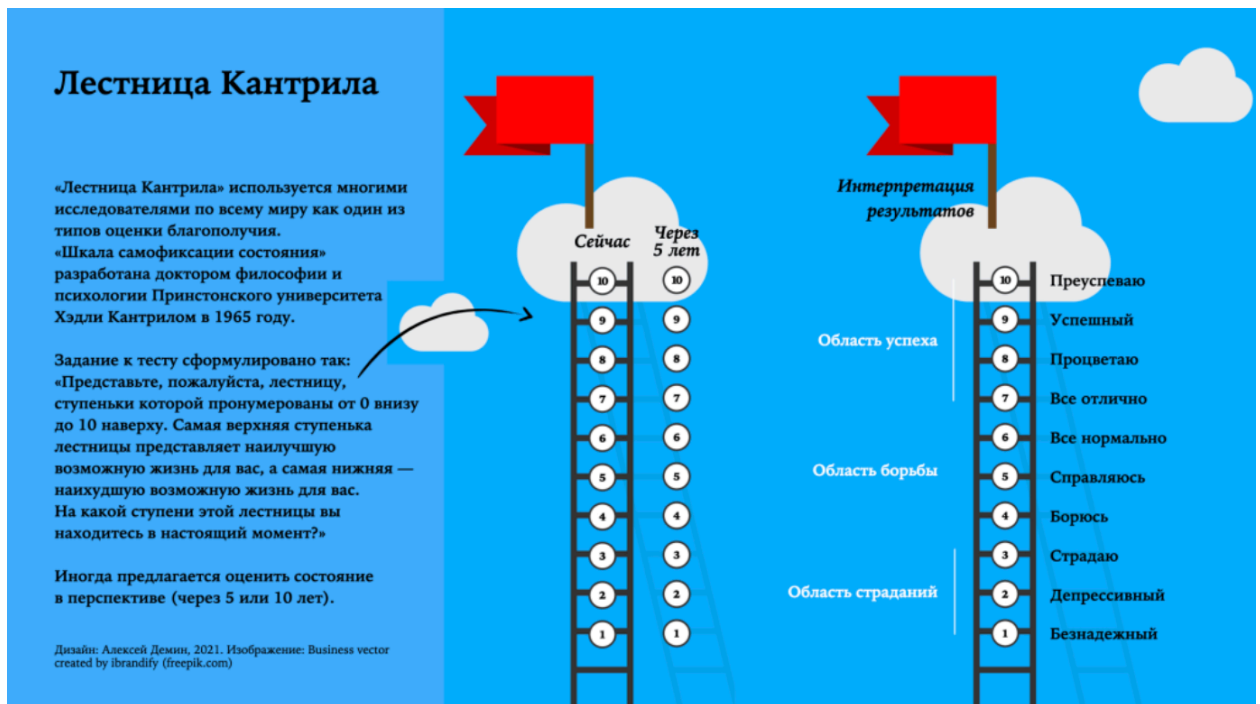 Лестница Кантрила
«Лестница Кантрила» используется многими
исследователями по всему миру как один из
типов оценки благополучия.
«Шкала самофиксации состояния»
разработана доктором философии и
психологии Принстонского университета
Хэдли Кантрилом в 1965 году.
Задание к тесту сформулировано так:
«Представьте, пожалуйста, лестницу,
ступеньки которой пронумерованы от 0 внизу
до 10 наверху. Самая верхняя ступенька
лестницы представляет наилучшую
возможную жизнь для вас, а самая нижняя —
наихудшую возможную жизнь для вас.
На какой ступени этой лестницы вы
находитесь в настоящий момент?»
Иногда предлагается оценить состояние
в перспективе (через 5 или 10 лет).
Дизайн: Алексей Демин, 2021. Изображение: Business vector
created by ibrandify (freepik.com)
Сейчас
Через
5 лет
10 10
9 9
8 8
7 7
6 6
5 5
4 4
3 3
2 2
1 1
Интерпретация
результатов
Область успеха
Область борьбы
Область страданий
10 Преуспеваю
9 Успешный
8 Процветаю
7 Все отлично
6 Все нормально
5 Справляюсь
4 Борюсь
3 Страдаю
2 Депрессивный
1 Безнадежный